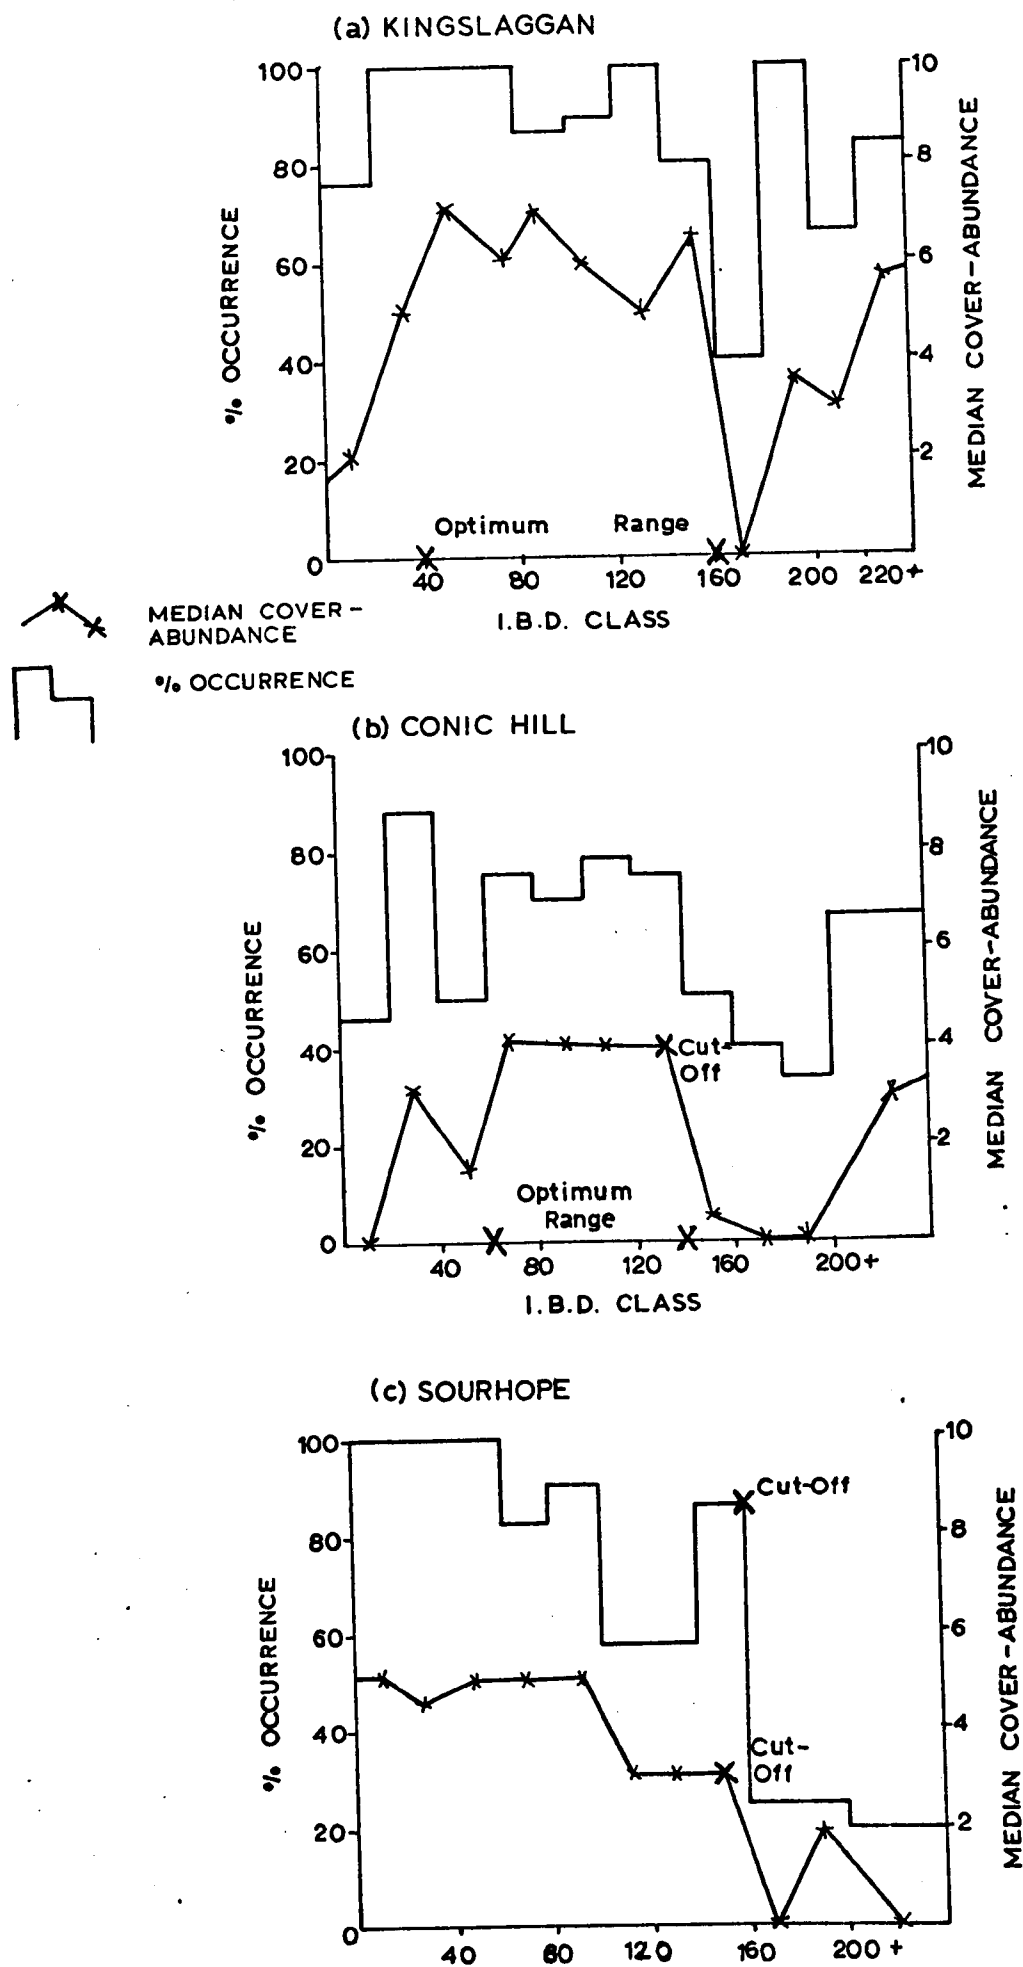 (a) KINGSLAGGAN
100
80
60
40
20
0
% OCCURRENCE
10
8
6
4
2
MEDIAN COVER-ABUNDANCE
Optimum Range
40 80 120 160 200 220+
I.B.D. CLASS
MEDIAN COVER-
ABUNDANCE
% OCCURRENCE
(b) CONIC HILL
100
80
60
40
20
0
% OCCURRENCE
10
8
6
4
2
MEDIAN COVER-ABUNDANCE
Cut-
Off
Optimum
Range
40 80 120 160 200+
I.B.D. CLASS
(c) SOURHOPE
100
80
60
40
20
0
% OCCURRENCE
10
8
6
4
2
MEDIAN COVER-ABUNDANCE
Cut-Off
Cut-
Off
40 80 120 160 200+